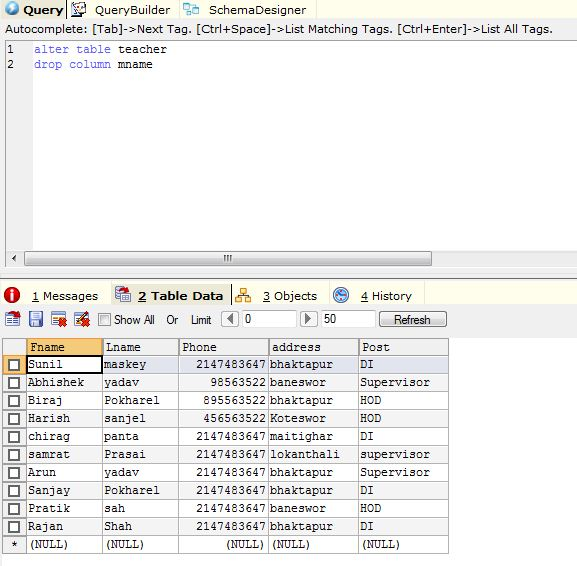 Query QueryBuilder SchemaDesigner
Autocomplete: [Tab]->Next Tag. [Ctrl+Space]->List Matching Tags. [Ctrl+Enter]->List All Tags.
1 alter table teacher
2 drop column mname
1 Messages 2 Table Data 3 Objects 4 History
Show All Or Limit 0 50 Refresh
Fname Lname Phone address Post
Sunil maskey 2147483647 bhaktapur DI
Abhishek yadav 98563522 baneswor Supervisor
Biraj Pokharel 895563522 bhaktapur HOD
Harish sanjel 456563522 Koteswor HOD
chirag panta 2147483647 maitighar DI
samrat Prasai 2147483647 lokanthali supervisor
Arun yadav 2147483647 bhaktapur Supervisor
Sanjay Pokharel 2147483647 bhaktapur DI
Pratik sah 2147483647 baneswor HOD
Rajan Shah 2147483647 bhaktapur DI
* (NULL) (NULL) (NULL) (NULL) (NULL)